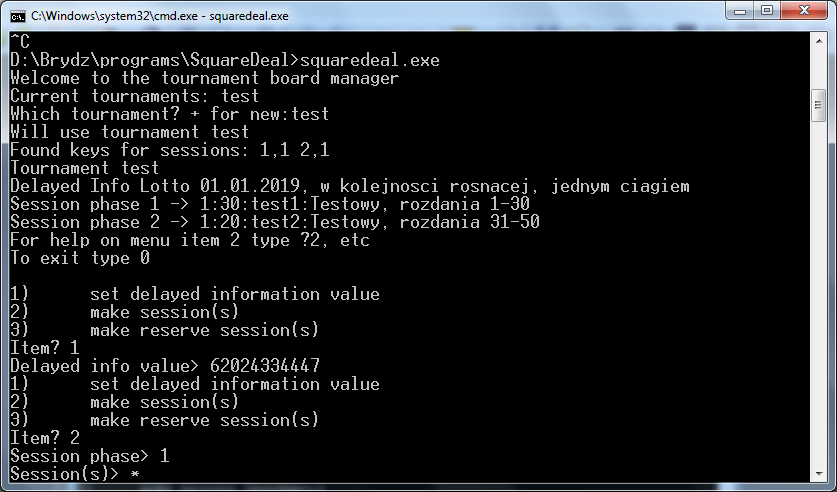 C:\Windows\system32\cmd.exe - squaredeal.exe
^C
D:\Brydz\programs\SquareDeal>squaredeal.exe
Welcome to the tournament board manager
Current tournaments: test
Which tournament? + for new:test
Will use tournament test
Found keys for sessions: 1,1 2,1
Tournament test
Delayed Info Lotto 01.01.2019, w kolejnosci rosnacej, jednym ciagiem
Session phase 1 -> 1:30:test1:Testowy, rozdania 1-30
Session phase 2 -> 1:20:test2:Testowy, rozdania 31-50
For help on menu item 2 type ?2, etc
To exit type 0
1) set delayed information value
2) make session(s)
3) make reserve session(s)
Item? 1
Delayed info value> 62024334447
1) set delayed information value
2) make session(s)
3) make reserve session(s)
Item? 2
Session phase> 1
Session(s)> *